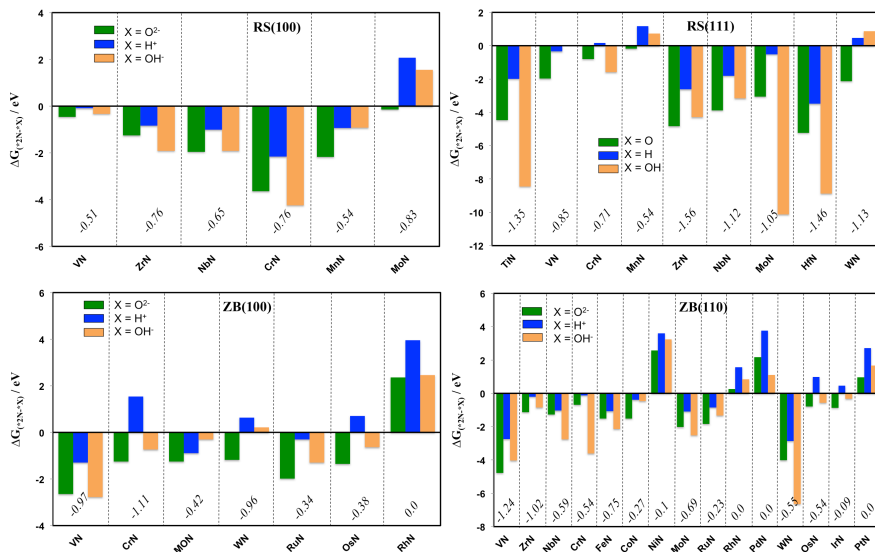 RS(100)
X = O²⁻
X = H⁺
X = OH⁻
ΔG(*2N-*X) / eV
4
2
0
-2
-4
-6
-0.51
-0.76
-0.65
-0.76
-0.54
-0.83
VN
ZrN
NbN
CrN
MnN
MoN
RS(111)
X = O
X = H
X = OH
ΔG(*2N-*X) / eV
2
0
-2
-4
-6
-8
-10
-12
-1.35
-0.85
-0.71
-0.54
-1.56
-1.12
-1.05
-1.46
-1.13
TiN
VN
CrN
MnN
ZrN
NbN
MoN
HfN
WN
ZB(100)
X = O²⁻
X = H⁺
X = OH⁻
ΔG(*2N-*X) / eV
6
4
2
0
-2
-4
-0.97
-1.11
-0.42
-0.96
-0.34
-0.38
0.0
VN
CrN
MON
WN
RuN
OsN
RhN
ZB(110)
X = O²⁻
X = H⁺
X = OH⁻
ΔG(*2N-*X) / eV
6
4
2
0
-2
-4
-6
-8
-1.24
-1.02
-0.59
-0.54
-0.75
-0.27
-0.1
-0.69
-0.23
0.0
0.0
-0.55
-0.54
-0.09
0.0
VN
ZrN
NbN
CrN
FeN
CoN
NiN
MoN
RuN
RhN
PdN
WN
OsN
IrN
PtN